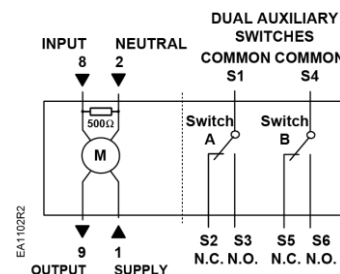 DUAL AUXILIARY
SWITCHES
INPUT NEUTRAL COMMON COMMON
8 2 S1 S4
500Ω
Switch Switch
A B
M
S2 S3 S5 S6
9 1 N.C. N.O. N.C. N.O.
OUTPUT SUPPLY
EA1102R2